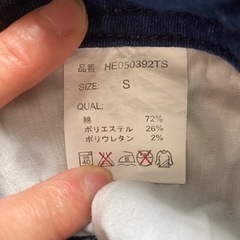 品番 HE050392TS
SIZE: S
QUAL:
綿 72%
ポリエステル 26%
ポリウレタン 2%